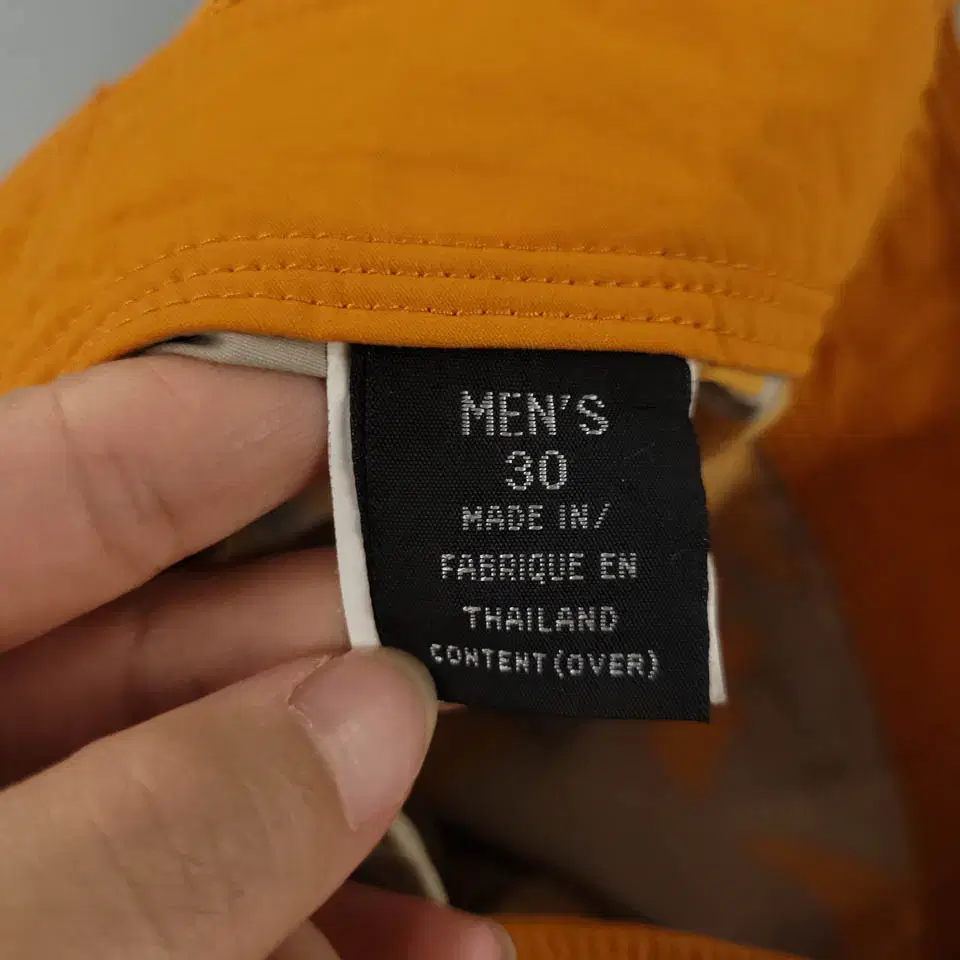 MEN'S
30
MADE IN/
FABRIQUE EN
THAILAND
CONTENT(OVER)